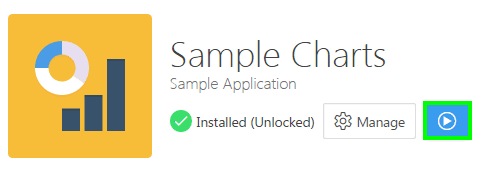 Sample Charts
Sample Application
Installed (Unlocked) Manage